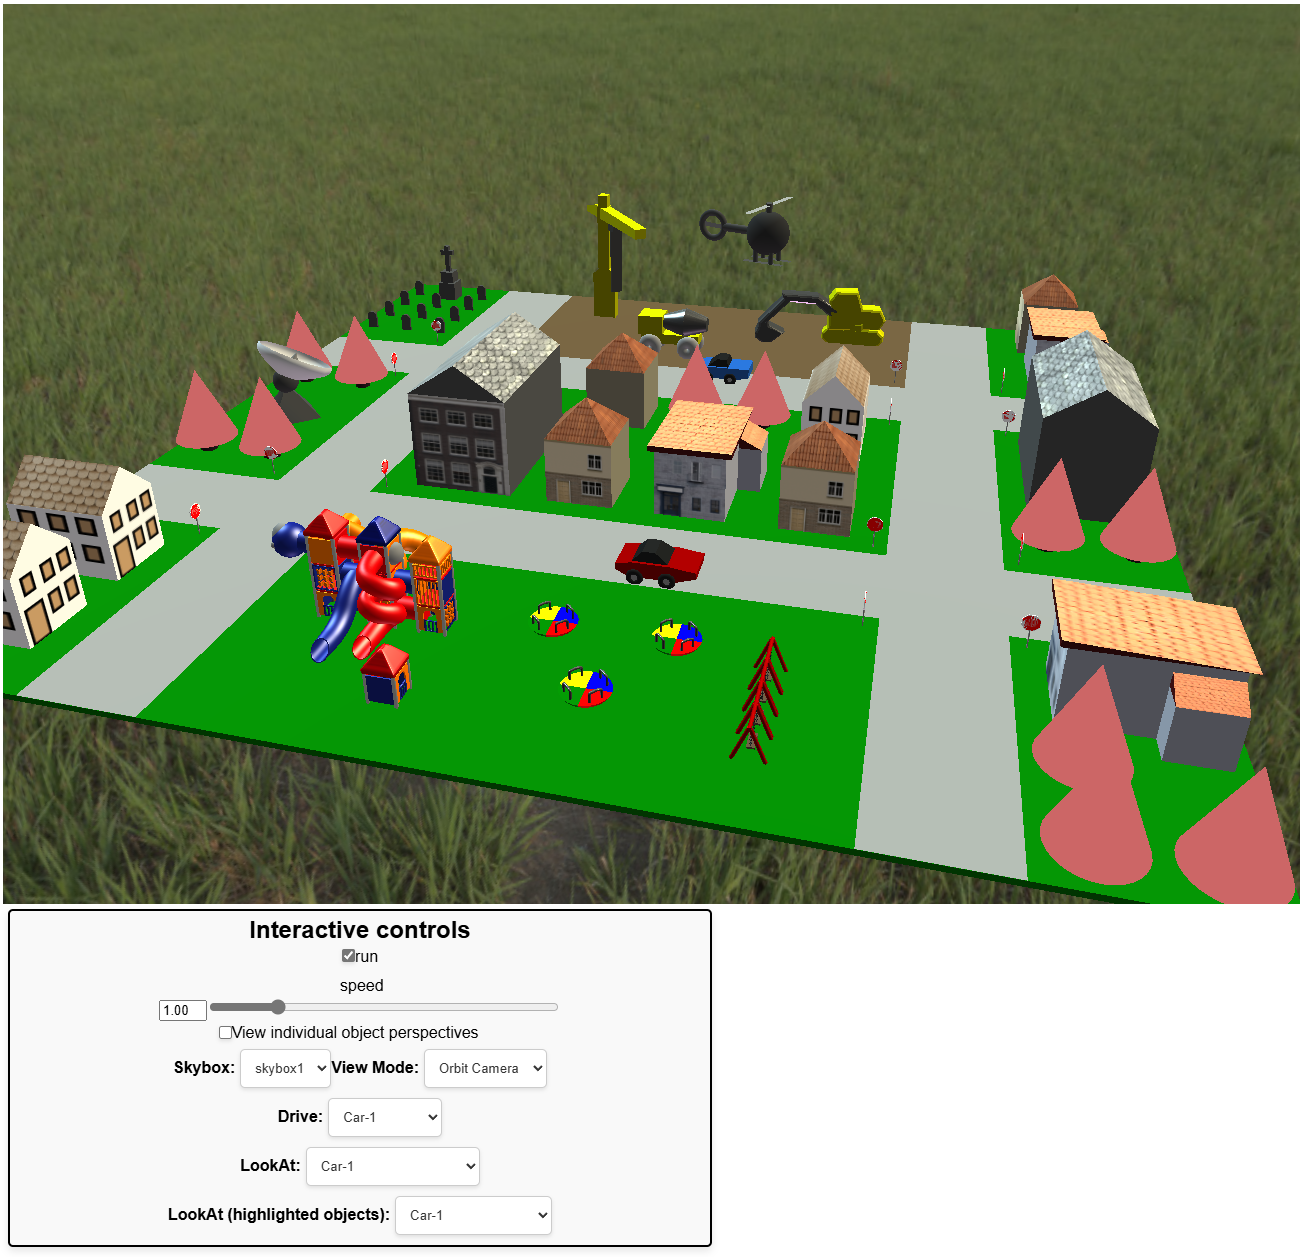 Interactive controls
run
speed
1.00
View individual object perspectives
Skybox: skybox1 View Mode: Orbit Camera
Drive: Car-1
LookAt: Car-1
LookAt (highlighted objects): Car-1